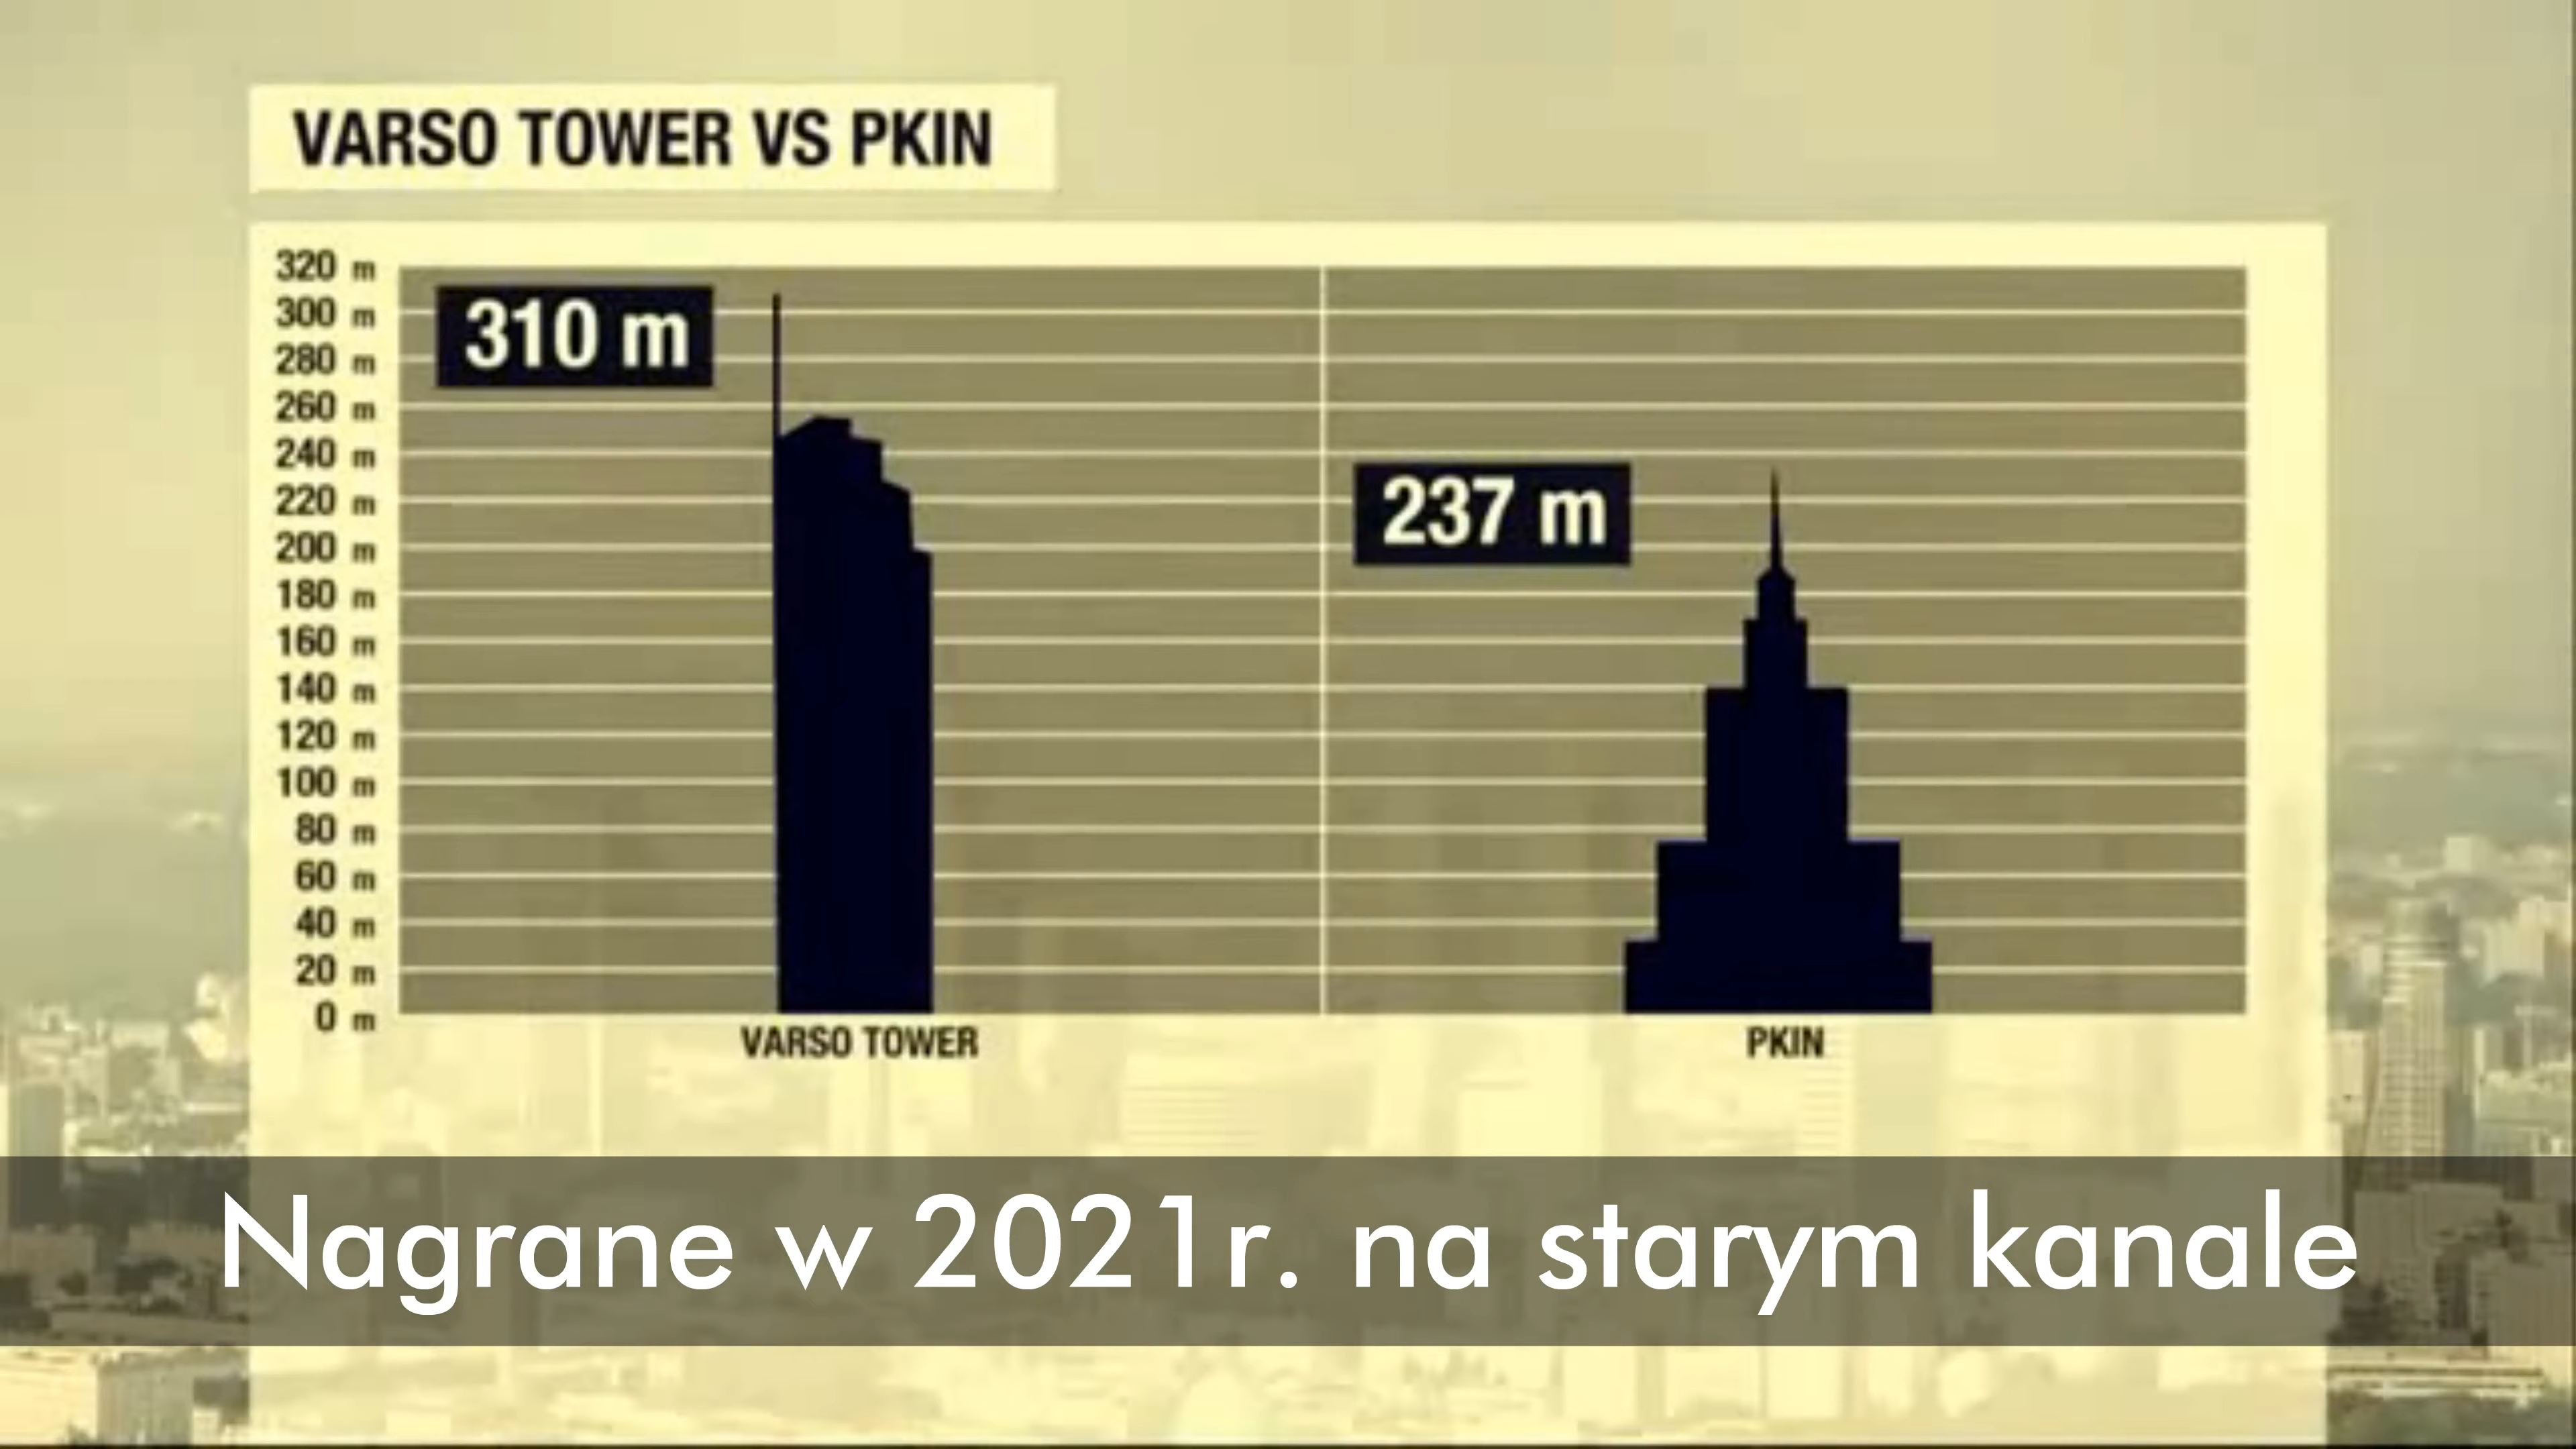 VARSO TOWER VS PKIN
320 m
300 m
280 m
260 m
240 m
220 m
200 m
180 m
160 m
140 m
120 m
100 m
80 m
60 m
40 m
20 m
0 m
310 m
237 m
VARSO TOWER
PKIN
Nagrane w 2021r. na starym kanale